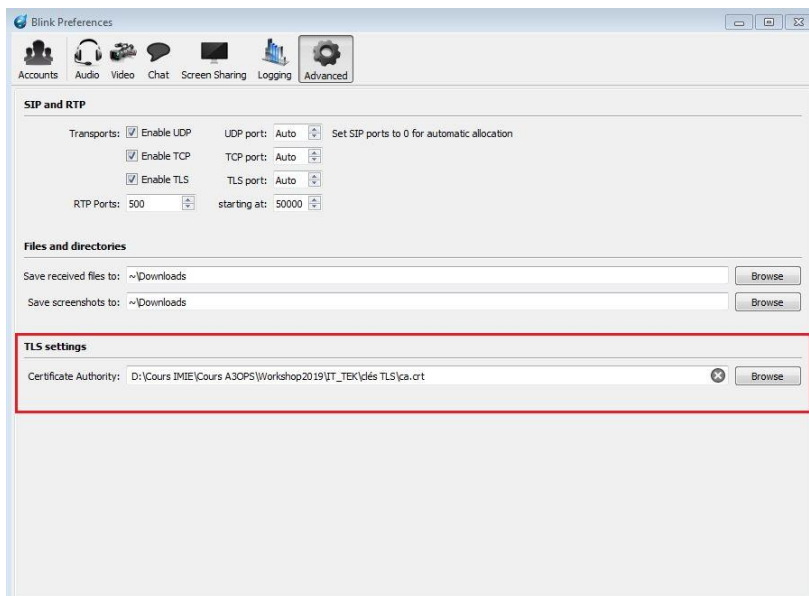 Blink Preferences
Accounts Audio Video Chat Screen Sharing Logging Advanced
SIP and RTP
Transports: Enable UDP UDP port: Auto Set SIP ports to 0 for automatic allocation
Enable TCP TCP port: Auto
Enable TLS TLS port: Auto
RTP Ports: 500 starting at: 50000
Files and directories
Save received files to: ~\Downloads Browse
Save screenshots to: ~\Downloads Browse
TLS settings
Certificate Authority: D:\Cours IMIE\Cours A3OPS\Workshop2019\IT_TEK\clés TLS\ca.crt Browse